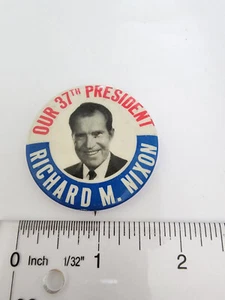 OUR 37TH PRESIDENT
RICHARD M. NIXON
0 Inch 1/32" 1 2